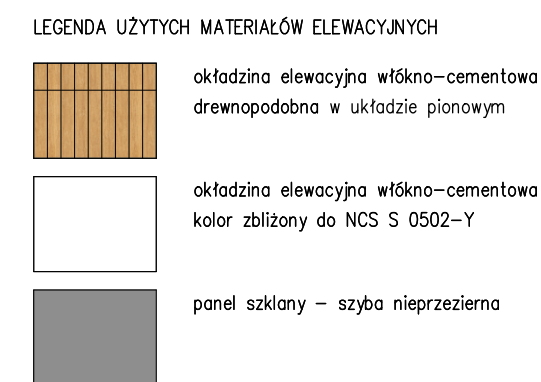 LEGENDA UŻYTYCH MATERIAŁÓW ELEWACYJNYCH
okładzina elewacyjna włókno-cementowa
drewnopodobna w układzie pionowym
okładzina elewacyjna włókno-cementowa
kolor zbliżony do NCS S 0502-Y
panel szklany - szyba nieprzezierna